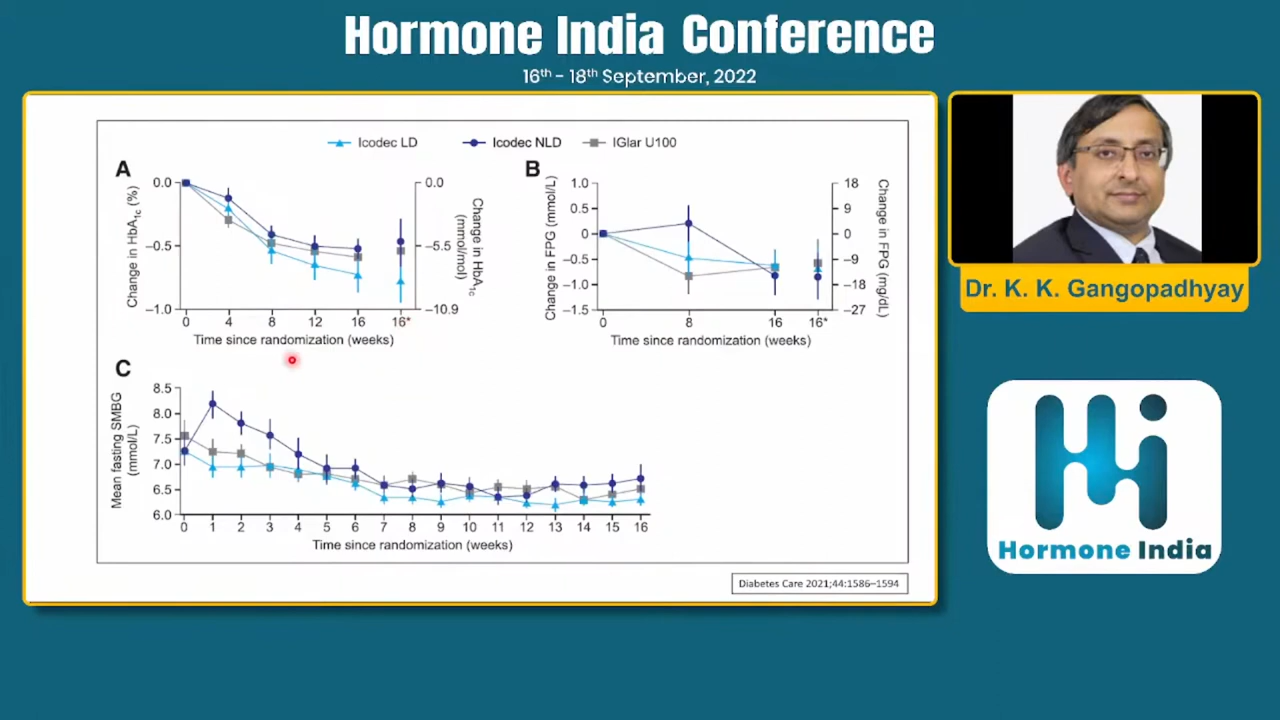 Hormone India Conference
16th - 18th September, 2022
Icodec LD Icodec NLD IGlar U100
A
Change in HbA1c (%)
0.0
−0.5
−1.0
0.0
−5.5
−10.9
Change in HbA1c
(mmol/mol)
0 4 8 12 16 16*
Time since randomization (weeks)
B
Change in FPG (mmol/L)
1.0
0.5
0
−0.5
−1.0
−1.5
18
9
0
−9
−18
−27
Change in FPG (mg/dL)
0 8 16 16*
Time since randomization (weeks)
C
Mean fasting SMBG
(mmol/L)
8.5
8.0
7.5
7.0
6.5
6.0
0 1 2 3 4 5 6 7 8 9 10 11 12 13 14 15 16
Time since randomization (weeks)
Diabetes Care 2021;44:1586–1594
Dr. K. K. Gangopadhyay
Hi
Hormone India